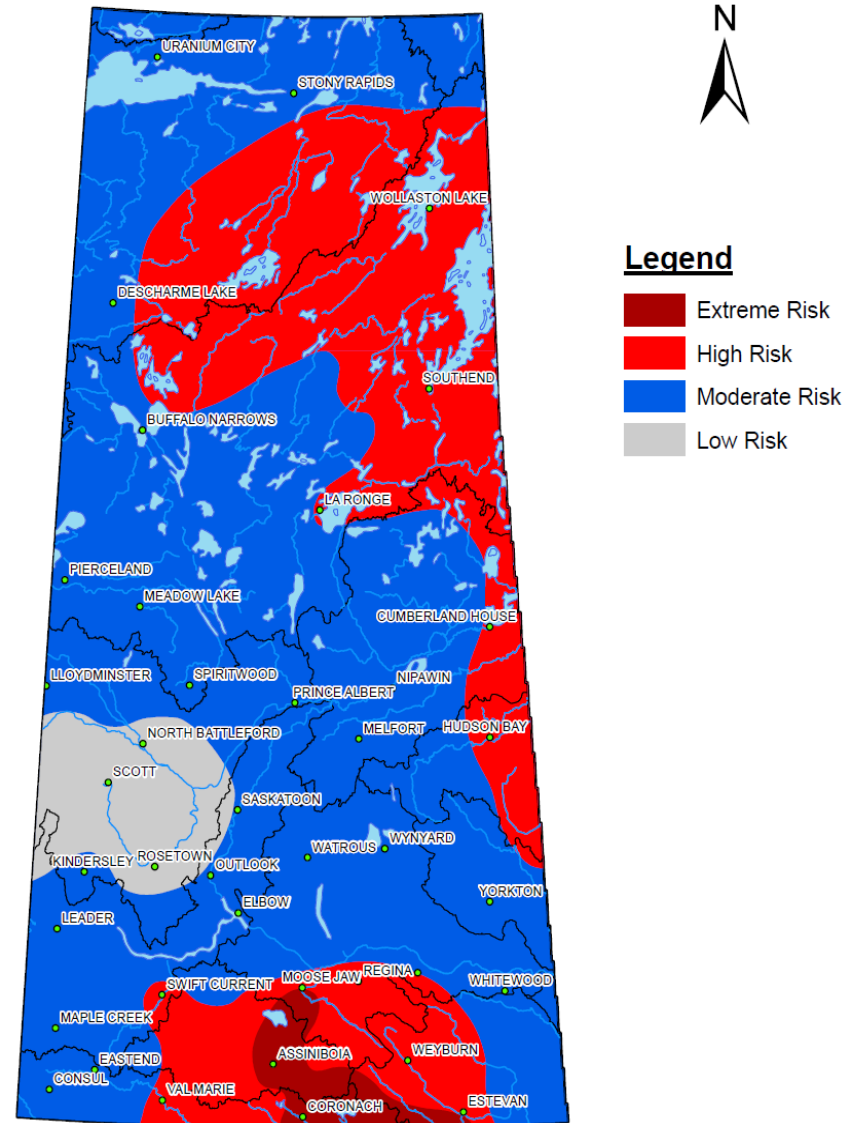 N
URANIUM CITY
STONY RAPIDS
WOLLASTON LAKE
Legend
Extreme Risk
High Risk
Moderate Risk
Low Risk
DESCHARME LAKE
SOUTHEND
BUFFALO NARROWS
LA RONGE
PIERCELAND
MEADOW LAKE
CUMBERLAND HOUSE
LLOYDMINSTER
SPIRITWOOD
NIPAWIN
PRINCE ALBERT
NORTH BATTLEFORD
MELFORT
HUDSON BAY
SCOTT
SASKATOON
KINDERSLEY
ROSETOWN
OUTLOOK
WATROUS
WYNYARD
YORKTON
ELBOW
LEADER
SWIFT CURRENT
MOOSE JAW
REGINA
WHITEWOOD
MAPLE CREEK
EASTEND
ASSINIBOIA
WEYBURN
CONSUL
VAL MARIE
CORONACH
ESTEVAN